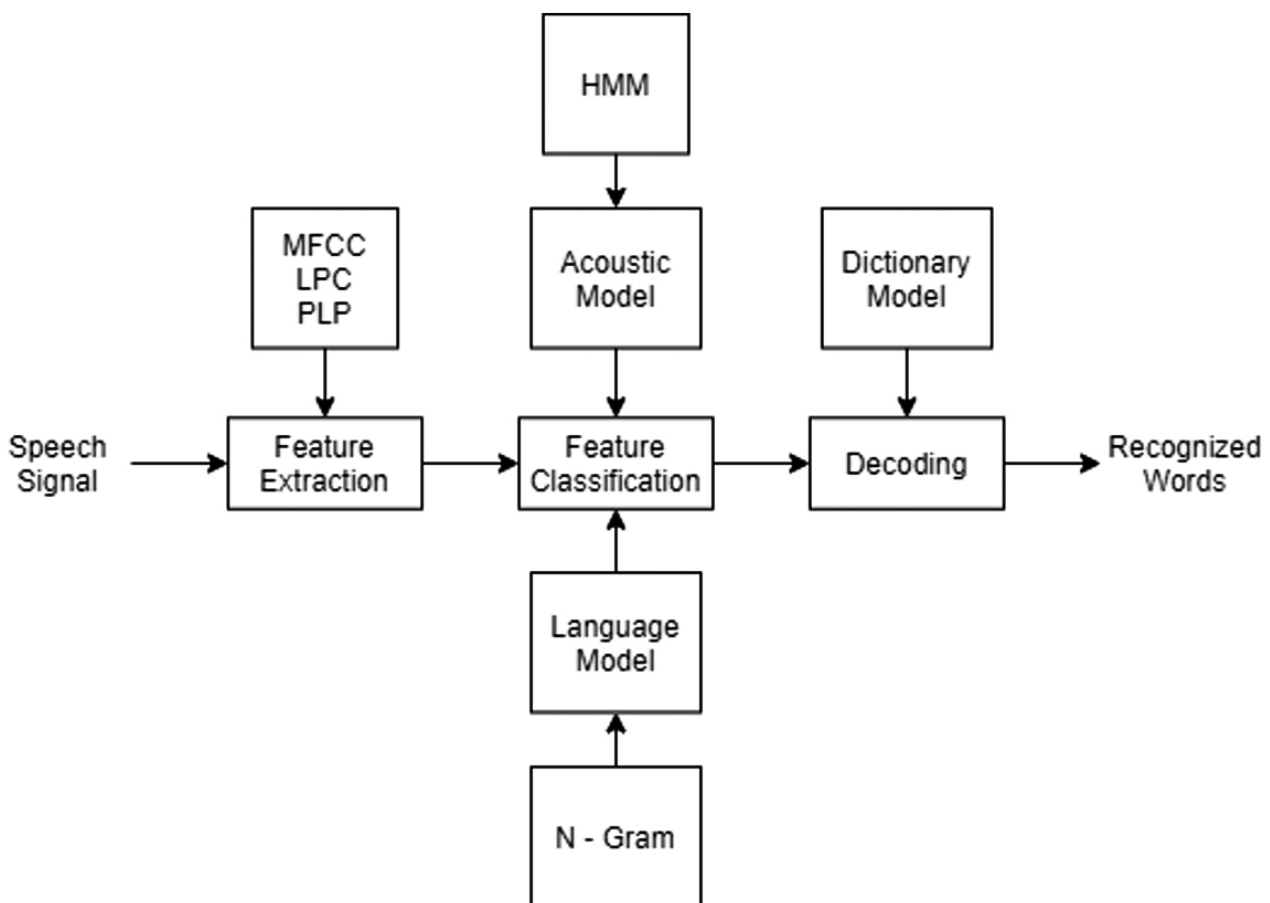 HMM
MFCC
LPC
PLP
Acoustic
Model
Dictionary
Model
Speech
Signal
Feature
Extraction
Feature
Classification
Decoding
Recognized
Words
Language
Model
N - Gram